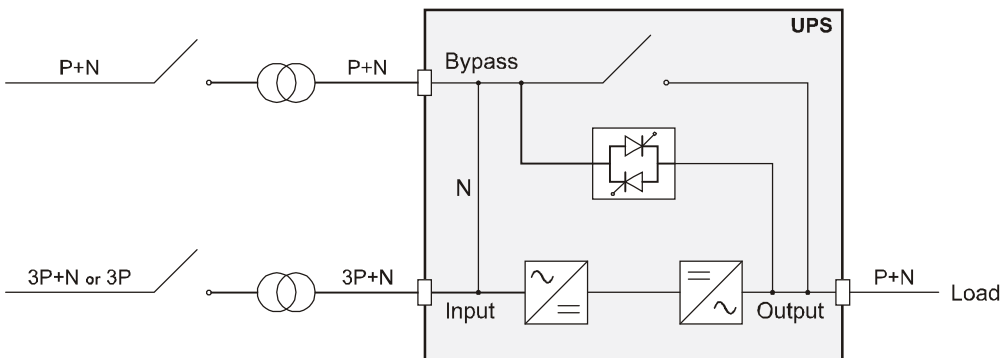 UPS
P+N
P+N
Bypass
N
3P+N or 3P
3P+N
Input
Output
P+N
Load